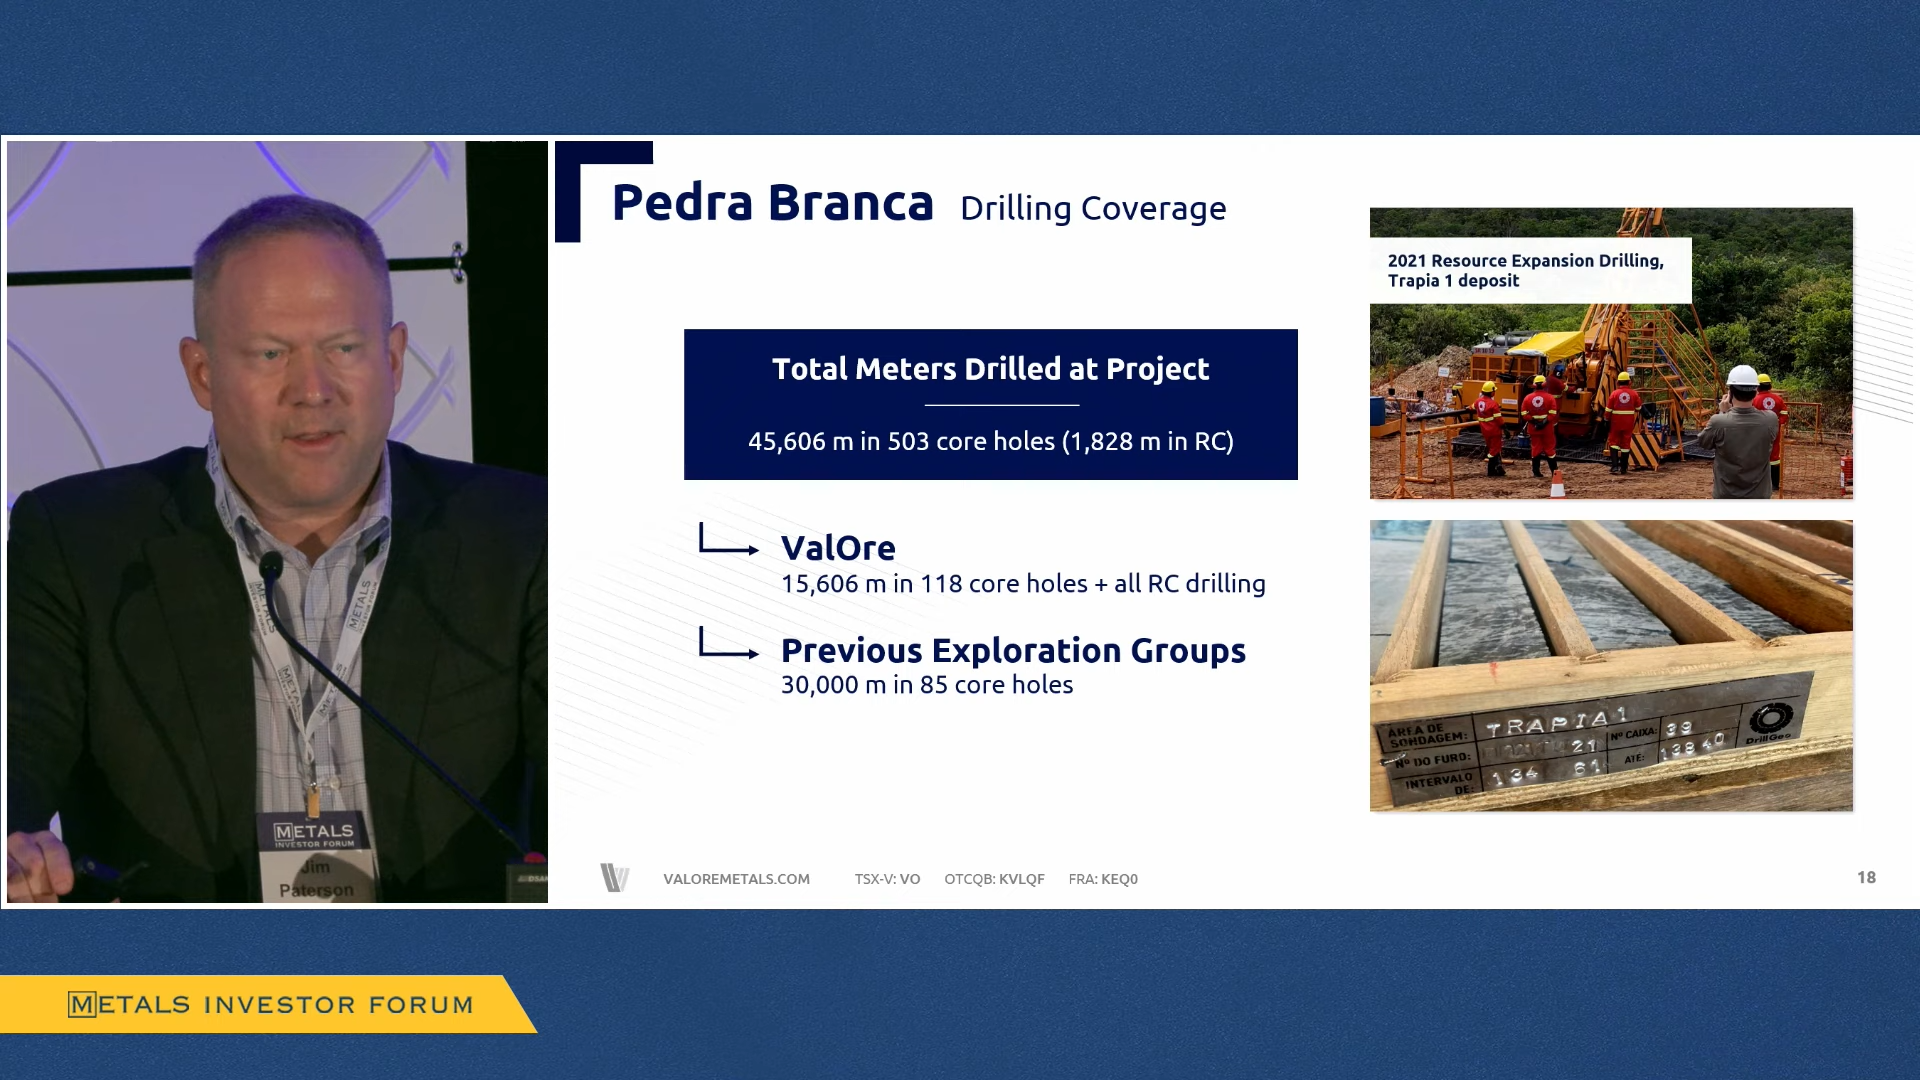 Pedra Branca Drilling Coverage
2021 Resource Expansion Drilling,
Trapia 1 deposit
Total Meters Drilled at Project
45,606 m in 503 core holes (1,828 m in RC)
ValOre
15,606 m in 118 core holes + all RC drilling
Previous Exploration Groups
30,000 m in 85 core holes
ÁREA DE
SONDAGEM: TRAPIA 1
Nº DO FURO: 21 Nº CAIXA: 39
INTERVALO
DE: 134 61 ATÉ: 138 40
DrillGeo
METALS
INVESTOR FORUM
Jim
Paterson
METALS
METALS
VALOREMETALS.COM TSX-V: VO OTCQB: KVLQF FRA: KEQ0
18
METALS INVESTOR FORUM